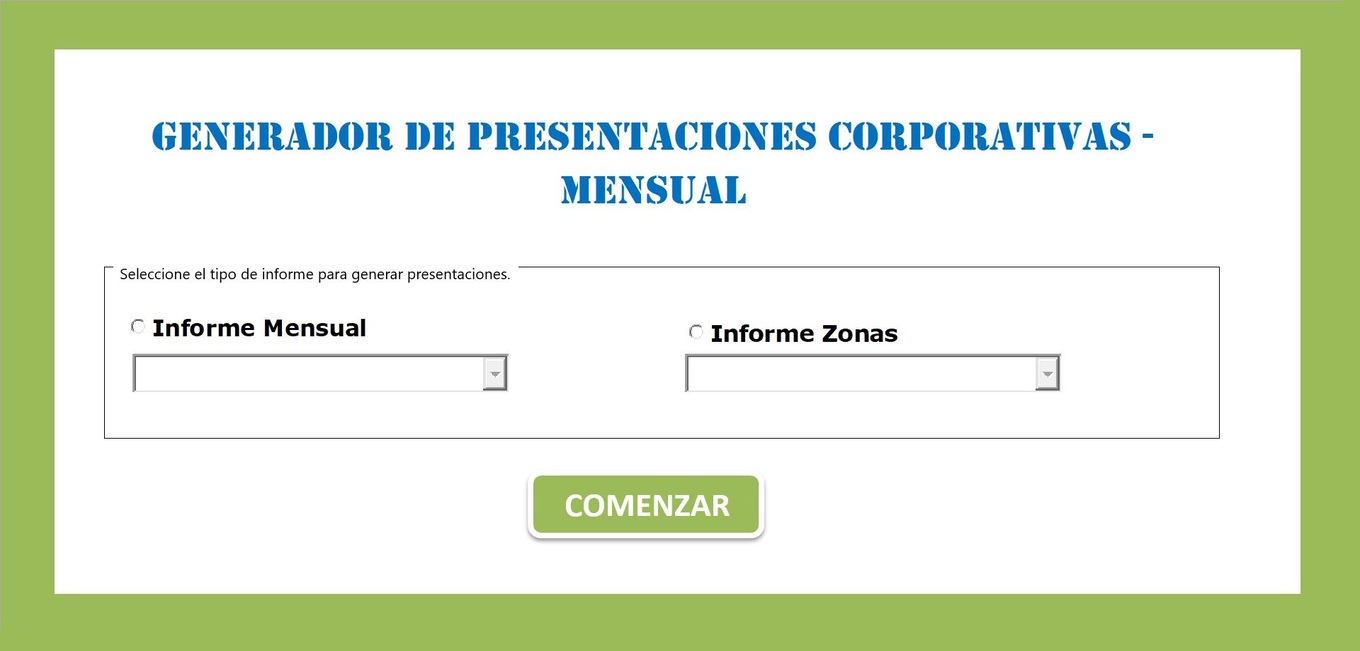 GENERADOR DE PRESENTACIONES CORPORATIVAS -
MENSUAL
Seleccione el tipo de informe para generar presentaciones.
Informe Mensual
Informe Zonas
COMENZAR